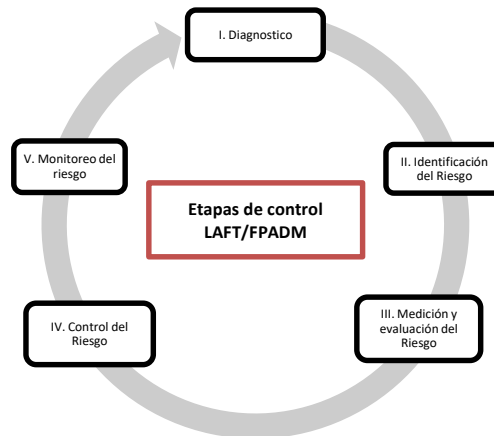 I. Diagnostico
II. Identificación
del Riesgo
III. Medición y
evaluación del
Riesgo
IV. Control del
Riesgo
V. Monitoreo del
riesgo
Etapas de control
LAFT/FPADM